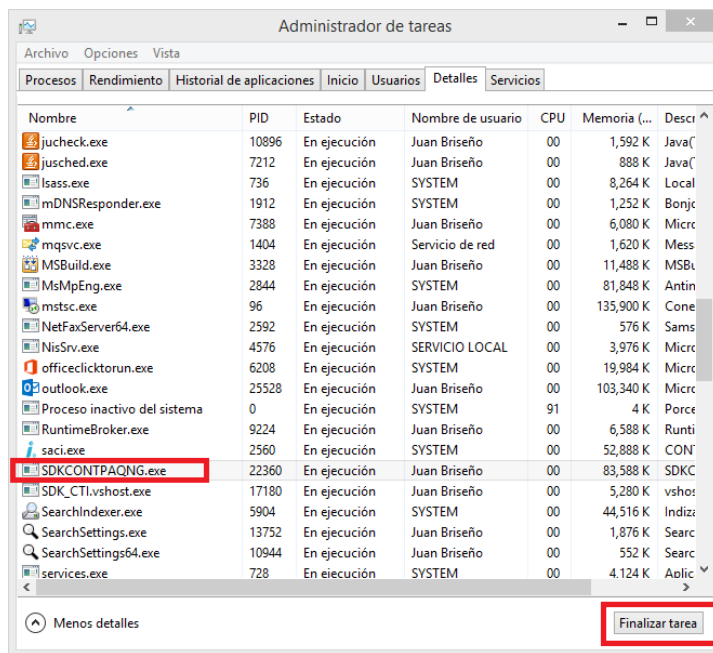 Administrador de tareas
Archivo Opciones Vista
Procesos Rendimiento Historial de aplicaciones Inicio Usuarios Detalles Servicios
Nombre PID Estado Nombre de usuario CPU Memoria (... Descr
jucheck.exe 10896 En ejecución Juan Briseño 00 1,592 K Java(
jusched.exe 7212 En ejecución Juan Briseño 00 888 K Java(
lsass.exe 736 En ejecución SYSTEM 00 8,264 K Local
mDNSResponder.exe 1912 En ejecución SYSTEM 00 1,252 K Bonjo
mmc.exe 7388 En ejecución Juan Briseño 00 6,080 K Micro
mqsvc.exe 1404 En ejecución Servicio de red 00 1,620 K Mess
MSBuild.exe 3328 En ejecución Juan Briseño 00 11,488 K MSBu
MsMpEng.exe 2844 En ejecución SYSTEM 00 81,848 K Antin
mstsc.exe 96 En ejecución Juan Briseño 00 135,900 K Cone
NetFaxServer64.exe 2592 En ejecución SYSTEM 00 576 K Sams
NisSrv.exe 4576 En ejecución SERVICIO LOCAL 00 3,976 K Micro
officeclicktorun.exe 6208 En ejecución SYSTEM 00 19,984 K Micro
outlook.exe 25528 En ejecución Juan Briseño 00 103,340 K Micro
Proceso inactivo del sistema 0 En ejecución SYSTEM 91 4 K Porce
RuntimeBroker.exe 9224 En ejecución Juan Briseño 00 6,588 K Runti
saci.exe 2560 En ejecución SYSTEM 00 52,888 K CON
SDKCONTPAQNG.exe 22360 En ejecución Juan Briseño 00 83,588 K SDKC
SDK_CTI.vshost.exe 17180 En ejecución Juan Briseño 00 5,280 K vshos
SearchIndexer.exe 5904 En ejecución SYSTEM 00 44,516 K Indiza
SearchSettings.exe 13752 En ejecución Juan Briseño 00 1,876 K Searc
SearchSettings64.exe 10944 En ejecución Juan Briseño 00 552 K Searc
services.exe 728 En ejecución SYSTEM 00 4,124 K Aplic
Menos detalles Finalizar tarea